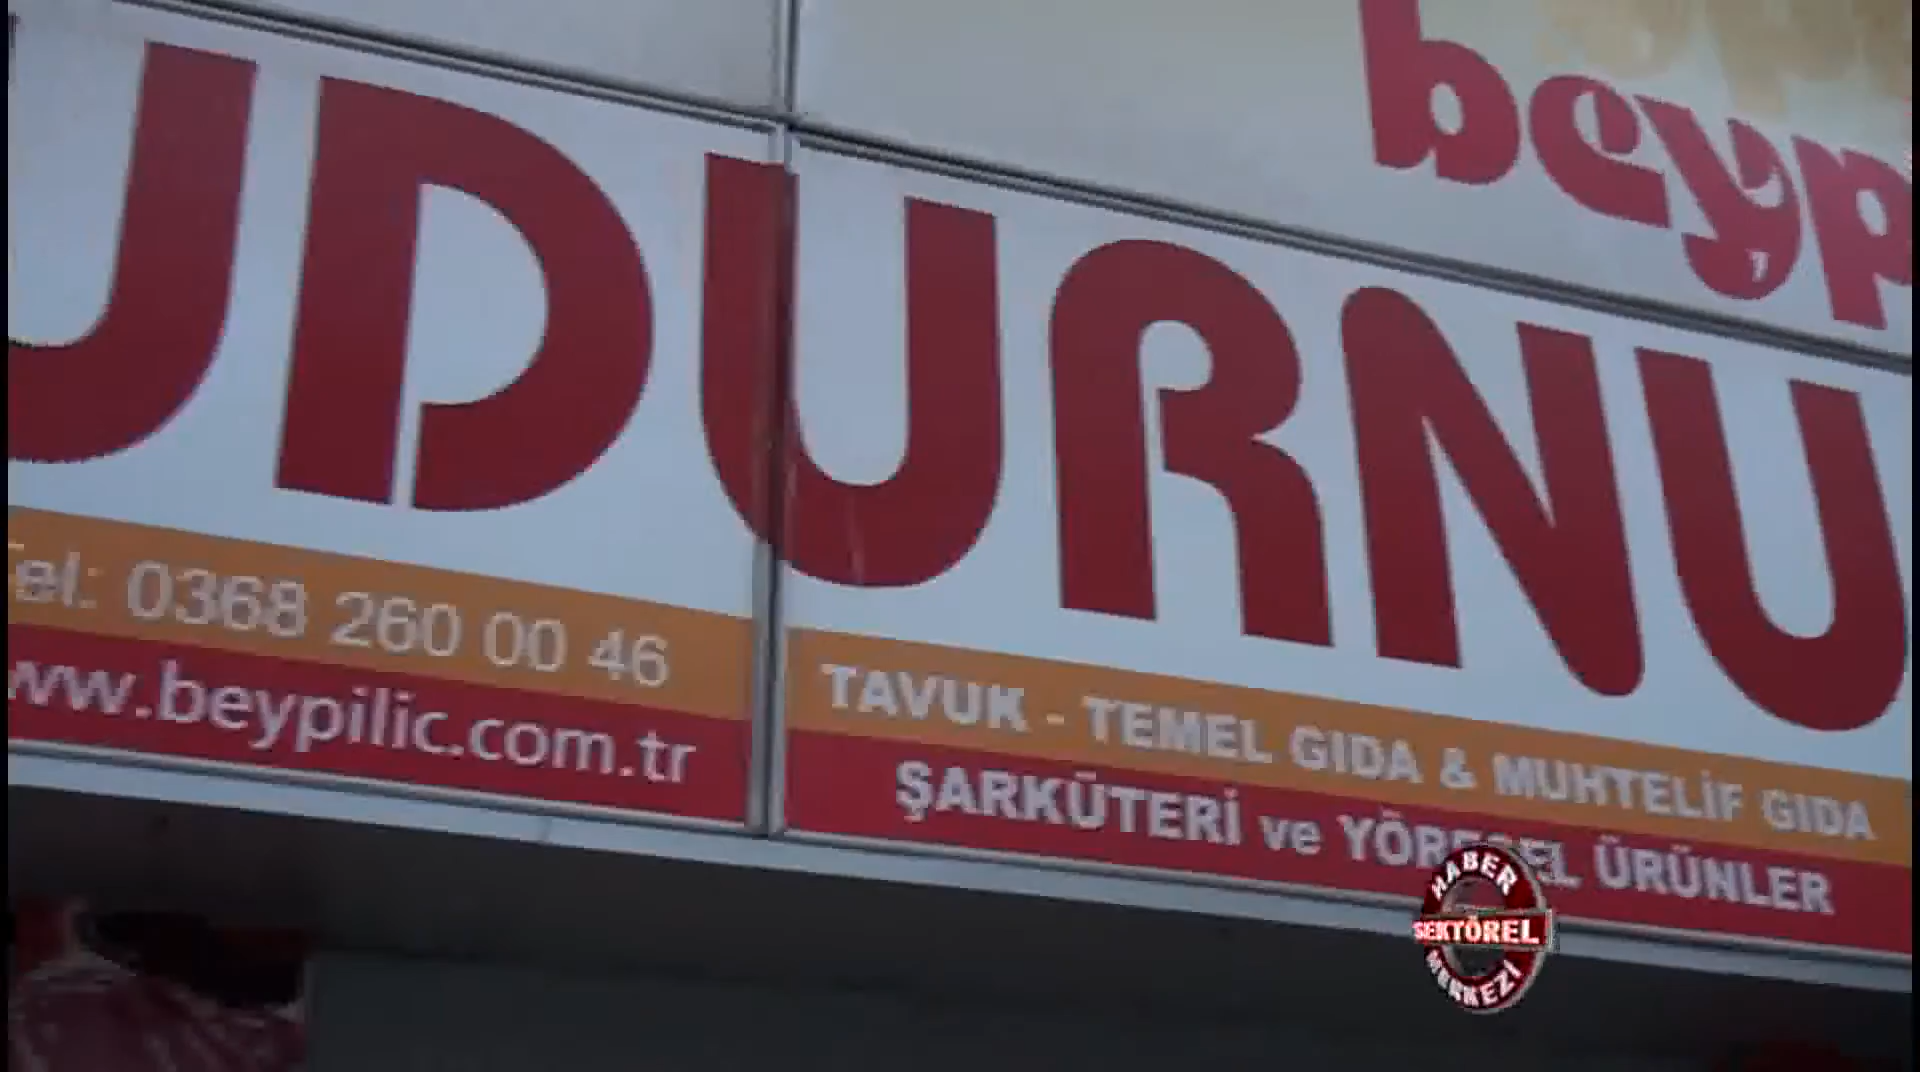 beyp
UDURNU
Tel: 0368 260 00 46
www.beypilic.com.tr
TAVUK - TEMEL GIDA & MUHTELİF GIDA
ŞARKÜTERİ ve YÖRESEL ÜRÜNLER
HABER
SEKTÖREL
MERKEZİ